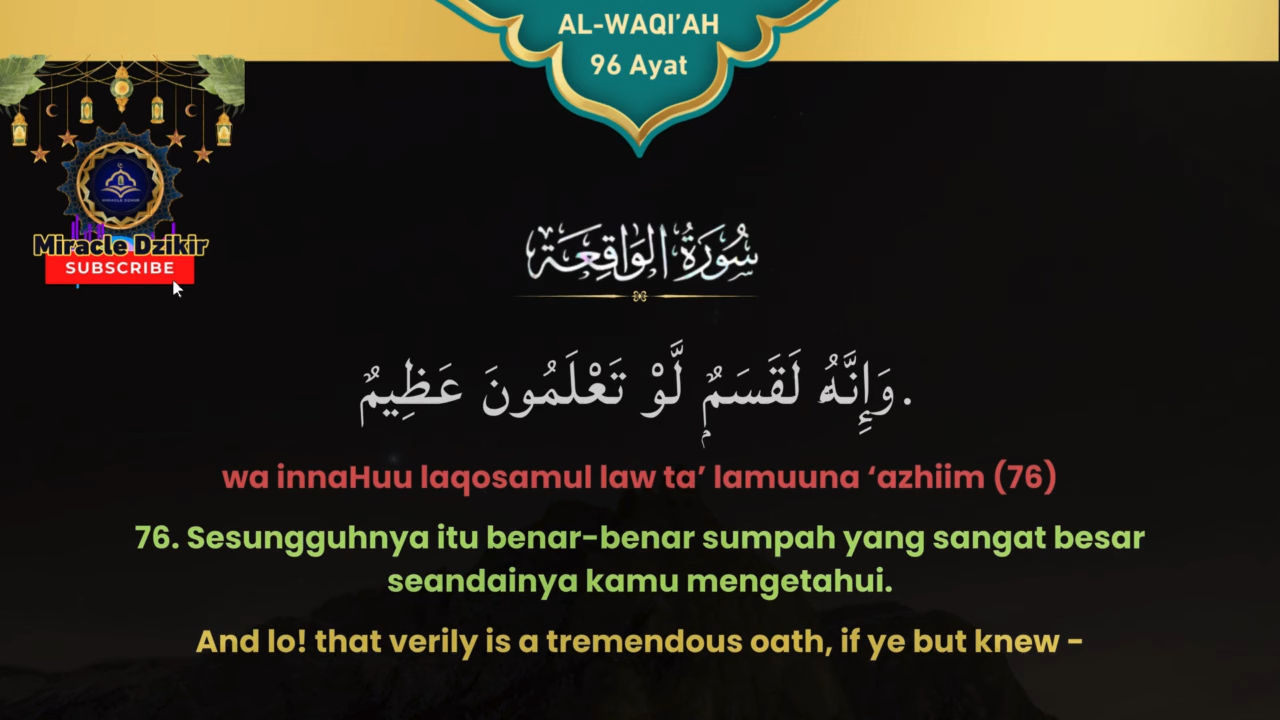 AL-WAQI'AH
96 Ayat
Miracle Dzikir
SUBSCRIBE
سُورَةُ الوَاقِعَة
وَإِنَّهُۥ لَقَسَمٌۭ لَّوْ تَعْلَمُونَ عَظِيمٌ.
wa innaHuu laqosamul law ta’ lamuuna ‘azhiim (76)
76. Sesungguhnya itu benar-benar sumpah yang sangat besar
seandainya kamu mengetahui.
And lo! that verily is a tremendous oath, if ye but knew -